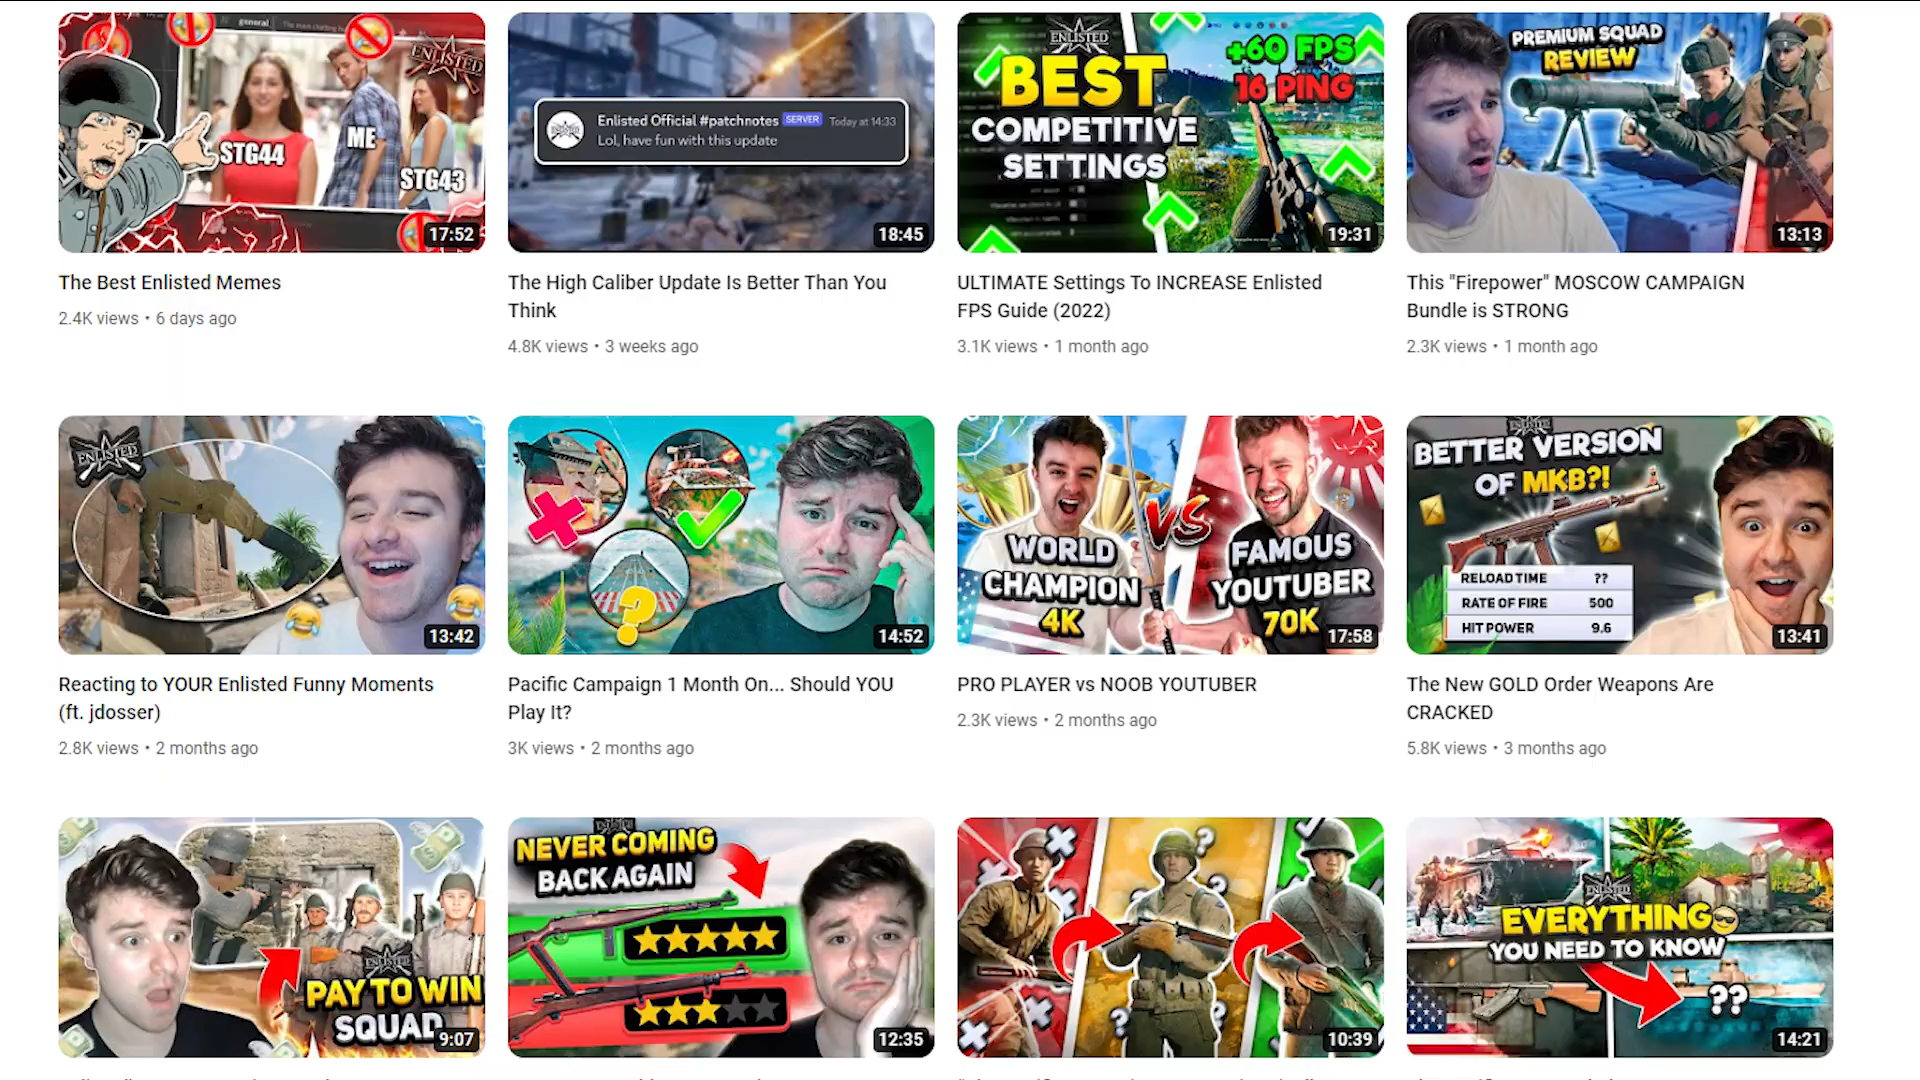 general
ENLISTED
STG44
ME
STG43
17:52
The Best Enlisted Memes
2.4K views • 6 days ago
Enlisted Official #patchnotes SERVER Today at 14:33
Lol, have fun with this update
18:45
The High Caliber Update Is Better Than You
Think
4.8K views • 3 weeks ago
ENLISTED
BEST
COMPETITIVE
SETTINGS
+60 FPS
16 PING
19:31
ULTIMATE Settings To INCREASE Enlisted
FPS Guide (2022)
3.1K views • 1 month ago
PREMIUM SQUAD
REVIEW
13:13
This "Firepower" MOSCOW CAMPAIGN
Bundle is STRONG
2.3K views • 1 month ago
ENLISTED
13:42
Reacting to YOUR Enlisted Funny Moments
(ft. jdosser)
2.8K views • 2 months ago
?
14:52
Pacific Campaign 1 Month On... Should YOU
Play It?
3K views • 2 months ago
WORLD
CHAMPION
4K
VS
FAMOUS
YOUTUBER
70K
17:58
PRO PLAYER vs NOOB YOUTUBER
2.3K views • 2 months ago
ENLISTED
BETTER VERSION
OF MKB?!
RELOAD TIME ??
RATE OF FIRE 500
HIT POWER 9.6
13:41
The New GOLD Order Weapons Are
CRACKED
5.8K views • 3 months ago
ENLISTED
PAY TO WIN
SQUAD
9:07
ENLISTED
NEVER COMING
BACK AGAIN
12:35
10:39
ENLISTED
EVERYTHING
YOU NEED TO KNOW
??
14:21